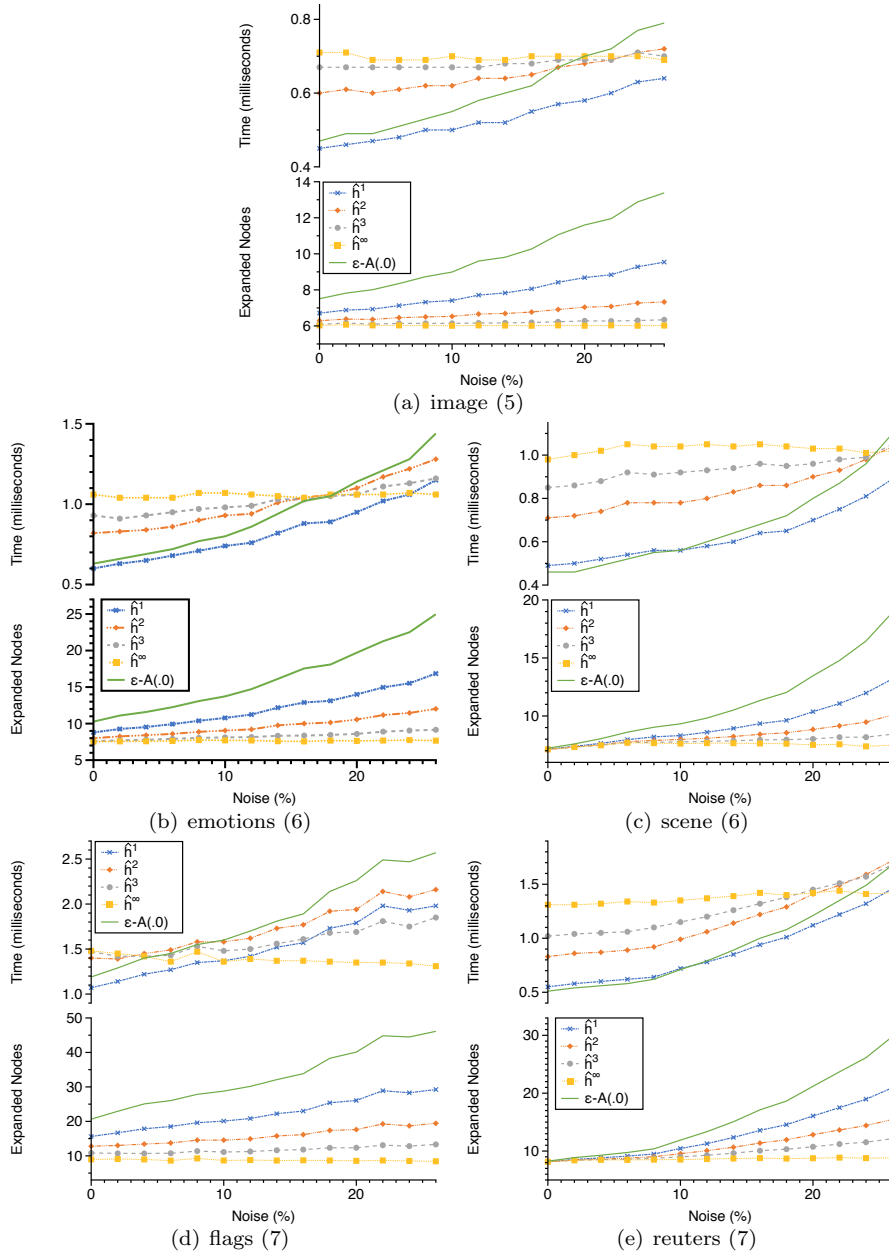 Time (milliseconds)
0.8
0.6
0.4
Expanded Nodes
14
12
10
8
6
ĥ¹
ĥ²
ĥ³
ĥ∞
ε-A(.0)
0 10 20
Noise (%)
(a) image (5)
Time (milliseconds)
1.5
1.0
0.5
Expanded Nodes
25
20
15
10
5
ĥ¹
ĥ²
ĥ³
ĥ∞
ε-A(.0)
0 10 20
Noise (%)
(b) emotions (6)
Time (milliseconds)
1.0
0.8
0.6
0.4
Expanded Nodes
20
15
10
ĥ¹
ĥ²
ĥ³
ĥ∞
ε-A(.0)
0 10 20
Noise (%)
(c) scene (6)
Time (milliseconds)
2.5
2.0
1.5
1.0
ĥ¹
ĥ²
ĥ³
ĥ∞
ε-A(.0)
Expanded Nodes
50
40
30
20
10
0 10 20
Noise (%)
(d) flags (7)
Time (milliseconds)
1.5
1.0
0.5
Expanded Nodes
30
20
10
ĥ¹
ĥ²
ĥ³
ĥ∞
ε-A(.0)
0 10 20
Noise (%)
(e) reuters (7)